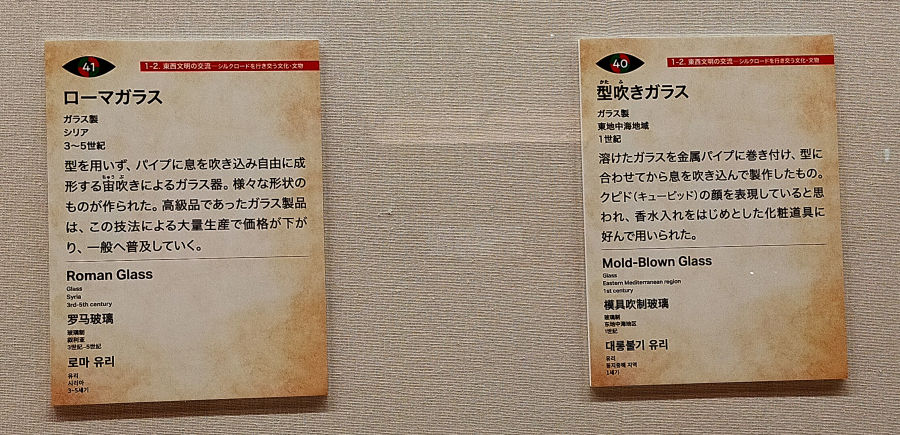 41
1-2. 東西文明の交流—シルクロードを行き交う文化・文物
ローマガラス
ガラス製
シリア
3〜5世紀
型を用いず、パイプに息を吹き込み自由に成
形する宙吹きによるガラス器。様々な形状の
ものが作られた。高級品であったガラス製品
は、この技法による大量生産で価格が下が
り、一般へ普及していく。
Roman Glass
Glass
Syria
3rd-5th century
罗马玻璃
玻璃制
叙利亚
3世纪-5世纪
로마 유리
유리
시리아
3~5세기
40
1-2. 東西文明の交流—シルクロードを行き交う文化・文物
型吹きガラス
ガラス製
東地中海地域
1世紀
溶けたガラスを金属パイプに巻き付け、型に
合わせてから息を吹き込んで製作したもの。
クピド(キューピッド)の顔を表現していると思
われ、香水入れをはじめとした化粧道具に
好んで用いられた。
Mold-Blown Glass
Glass
Eastern Mediterranean region
1st century
模具吹制玻璃
玻璃制
东地中海地区
1世纪
대롱불기 유리
유리
동지중해 지역
1세기